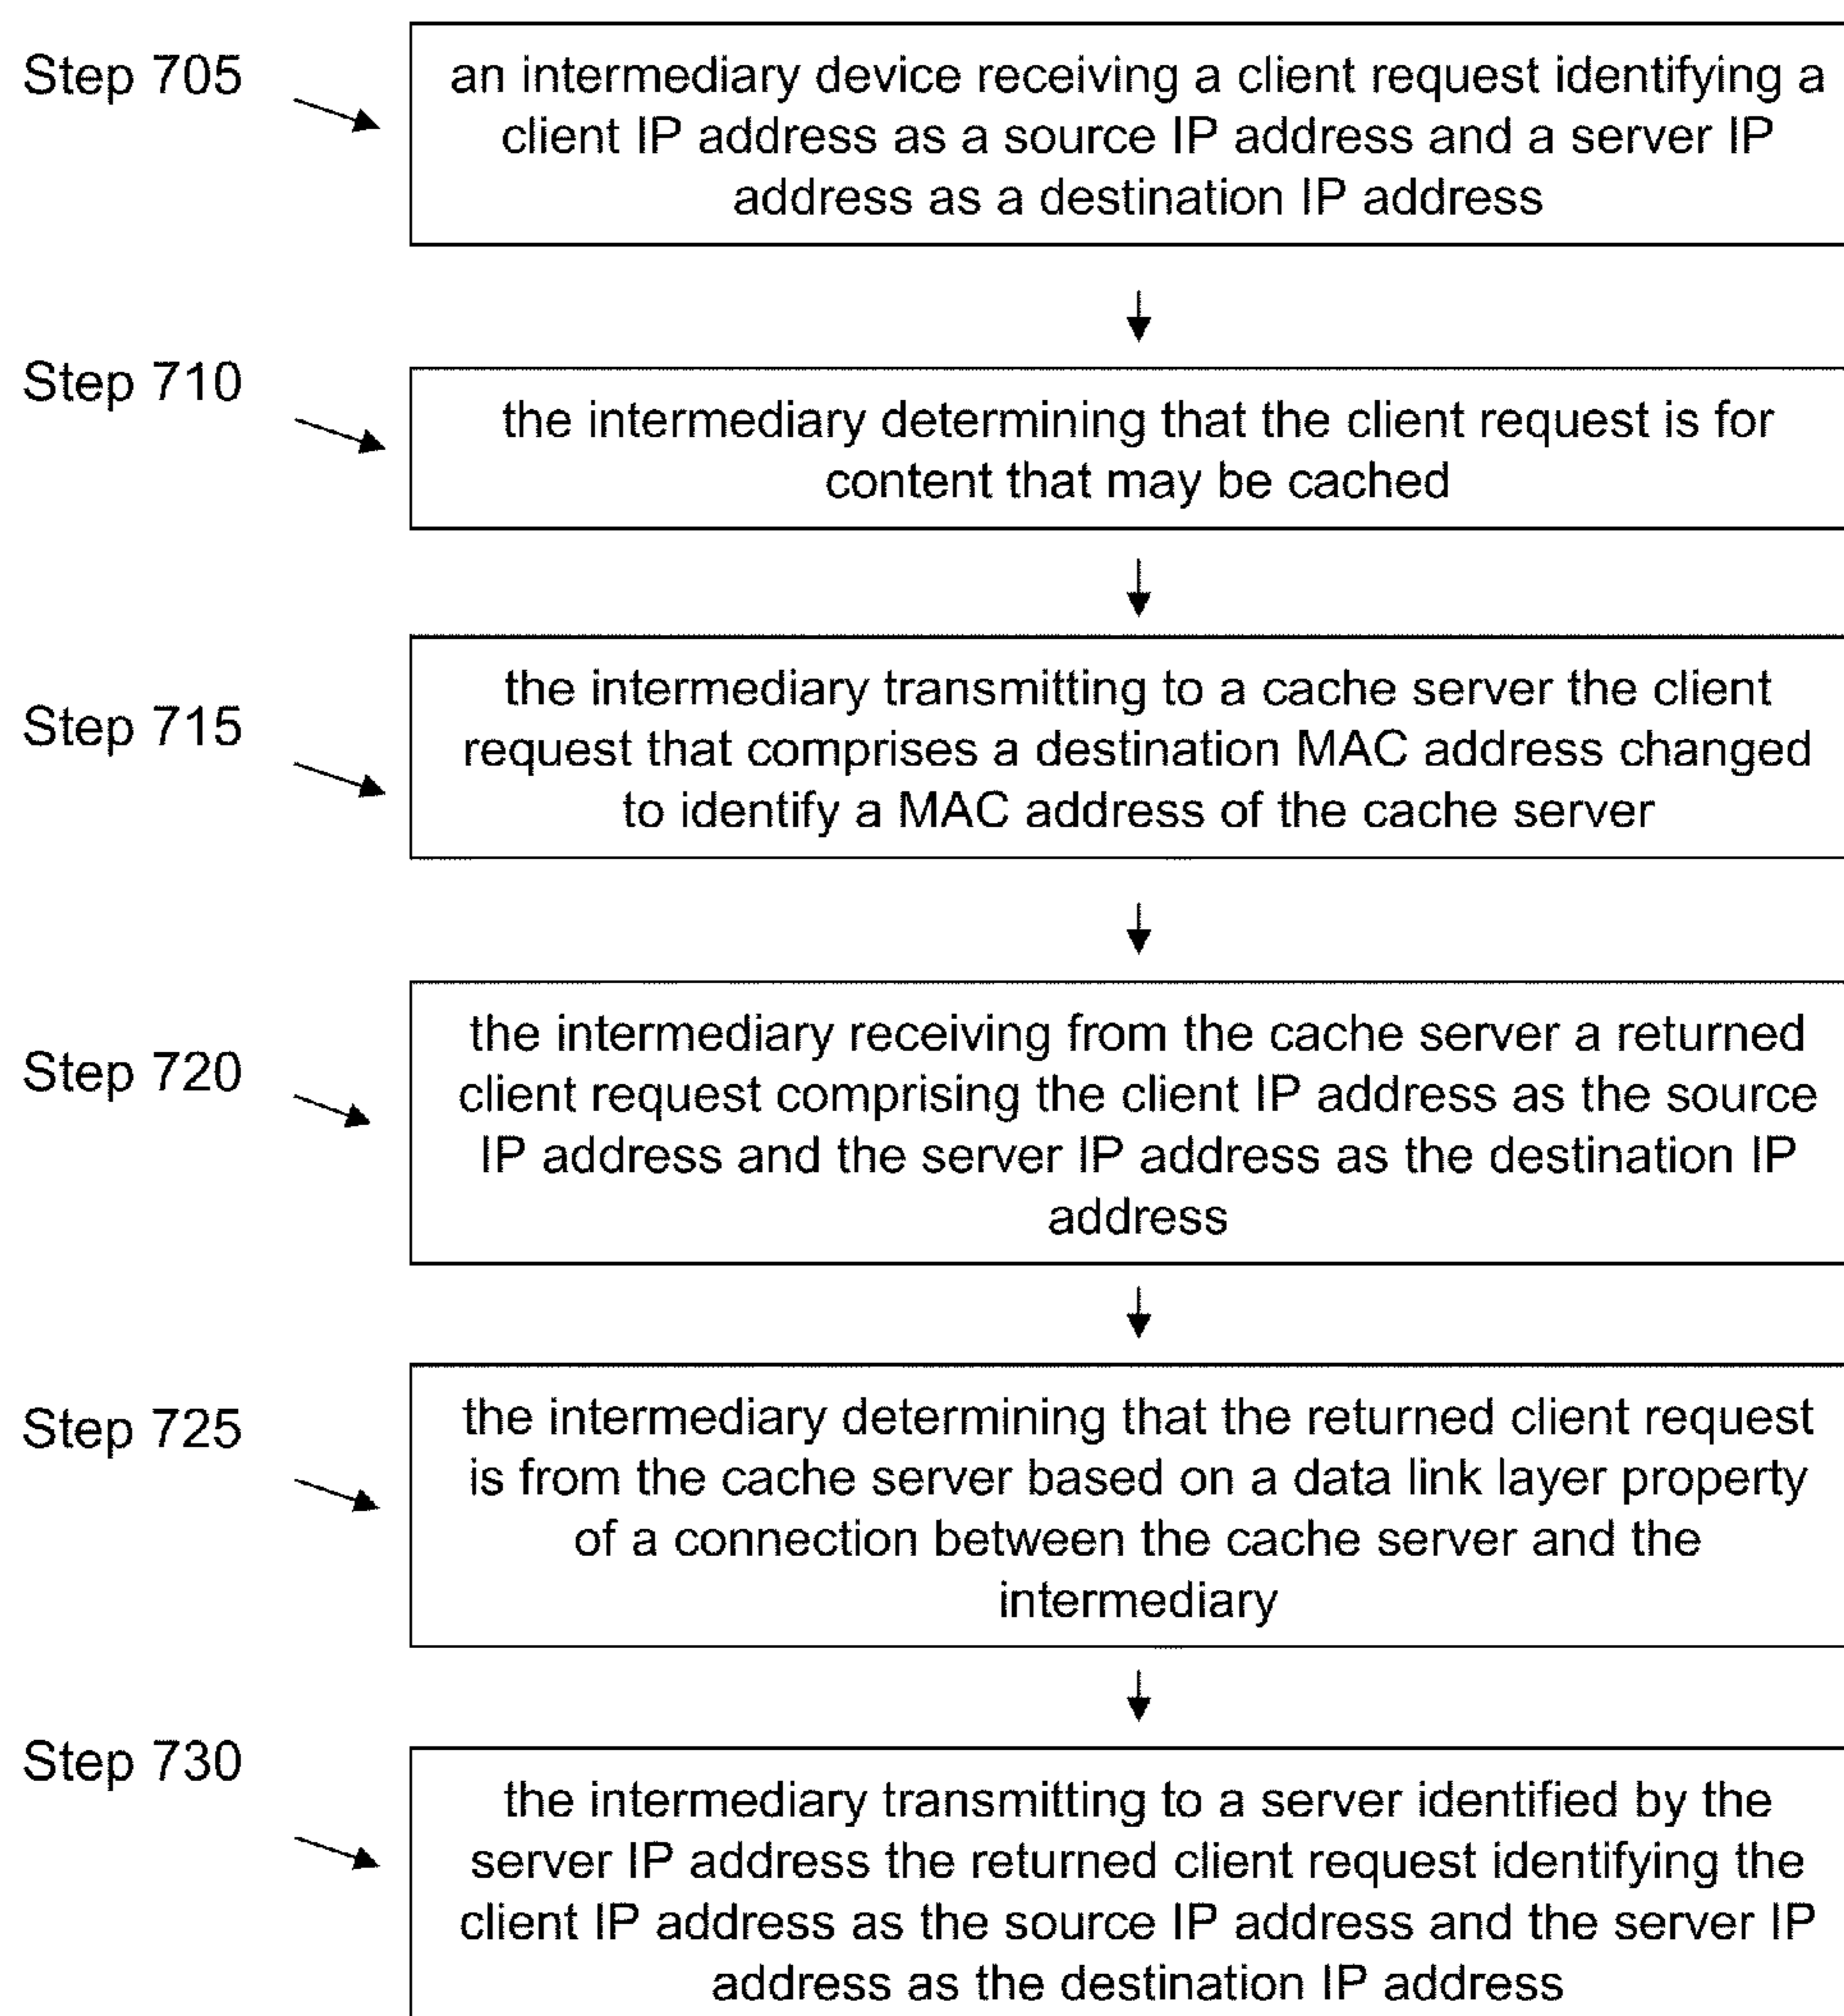 Step 705
an intermediary device receiving a client request identifying a
client IP address as a source IP address and a server IP
address as a destination IP address
Step 710
the intermediary determining that the client request is for
content that may be cached
Step 715
the intermediary transmitting to a cache server the client
request that comprises a destination MAC address changed
to identify a MAC address of the cache server
Step 720
the intermediary receiving from the cache server a returned
client request comprising the client IP address as the source
IP address and the server IP address as the destination IP
address
Step 725
the intermediary determining that the returned client request
is from the cache server based on a data link layer property
of a connection between the cache server and the
intermediary
Step 730
the intermediary transmitting to a server identified by the
server IP address the returned client request identifying the
client IP address as the source IP address and the server IP
address as the destination IP address